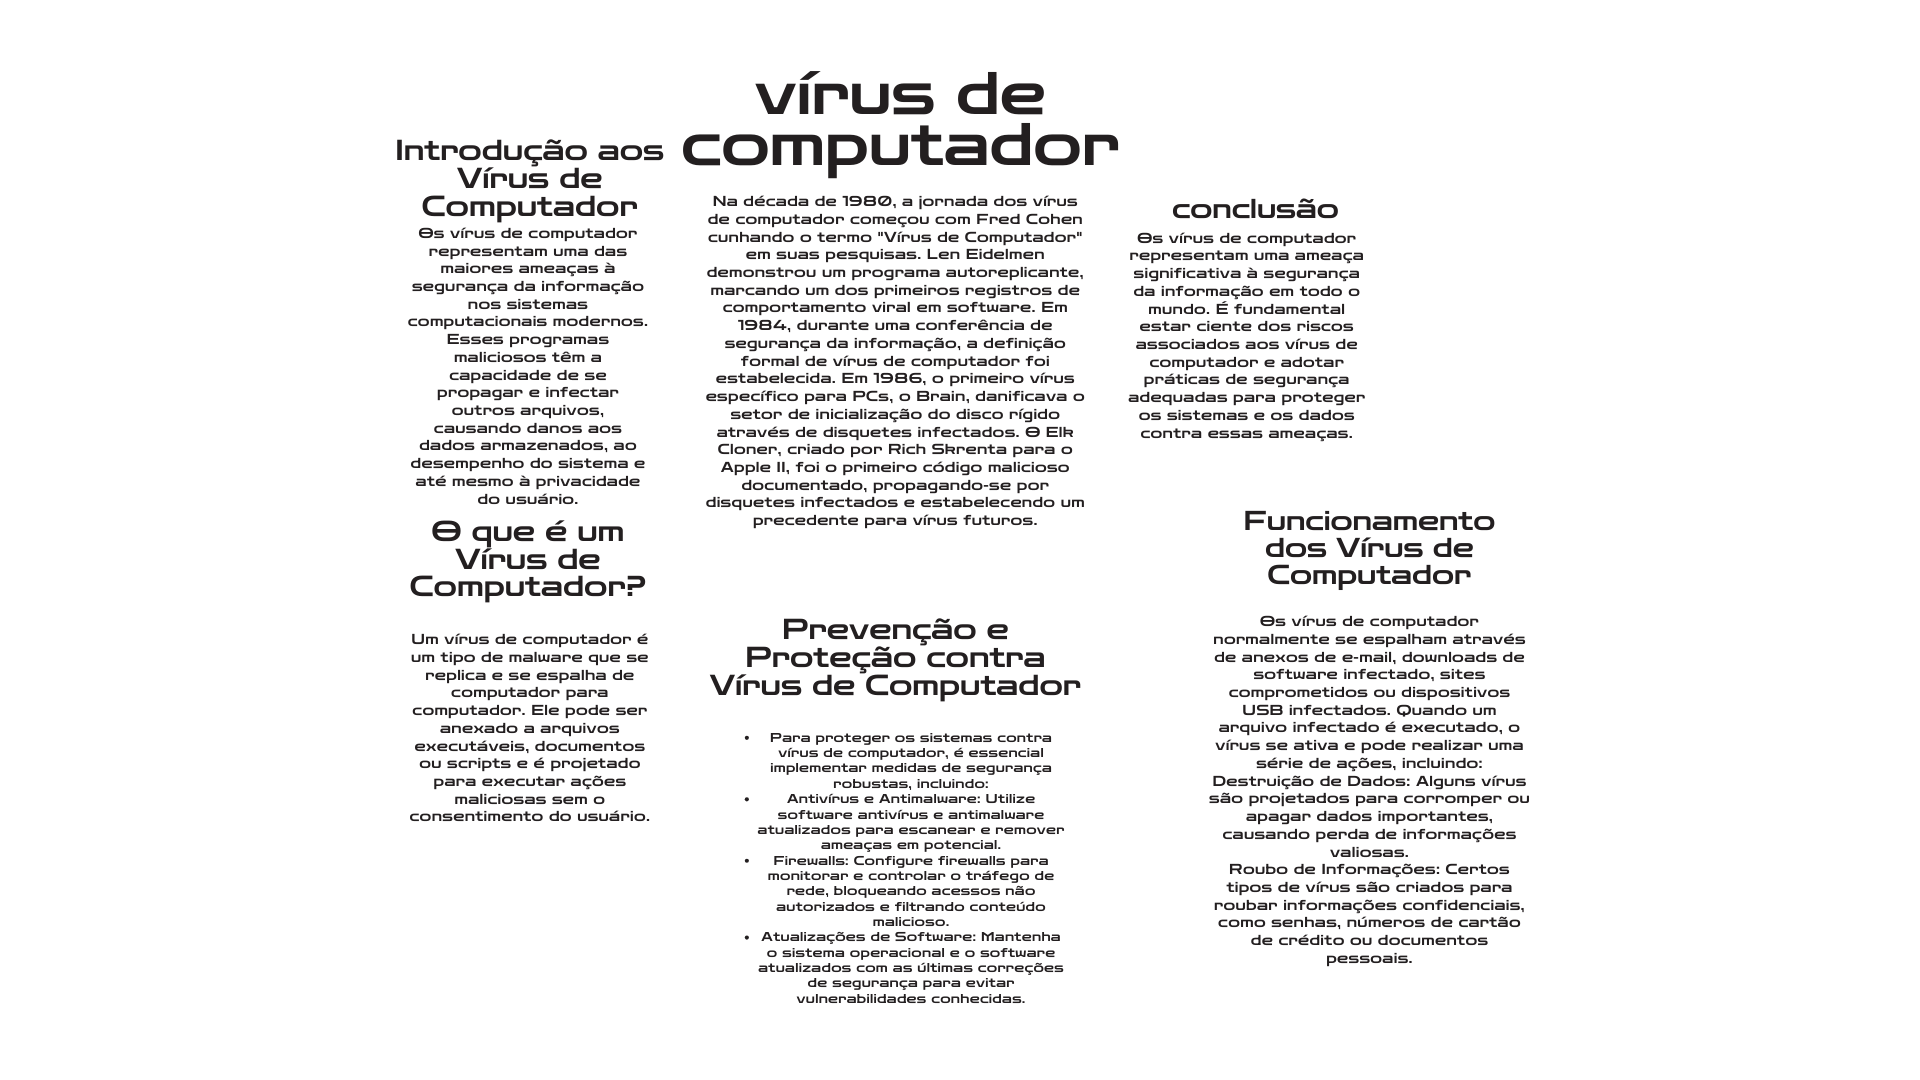 vírus de
computador
Introdução aos
Vírus de
Computador
Os vírus de computador
representam uma das
maiores ameaças à
segurança da informação
nos sistemas
computacionais modernos.
Esses programas
maliciosos têm a
capacidade de se
propagar e infectar
outros arquivos,
causando danos aos
dados armazenados, ao
desempenho do sistema e
até mesmo à privacidade
do usuário.
O que é um
Vírus de
Computador?
Um vírus de computador é
um tipo de malware que se
replica e se espalha de
computador para
computador. Ele pode ser
anexado a arquivos
executáveis, documentos
ou scripts e é projetado
para executar ações
maliciosas sem o
consentimento do usuário.
Na década de 1980, a jornada dos vírus
de computador começou com Fred Cohen
cunhando o termo "Vírus de Computador"
em suas pesquisas. Len Eidelmen
demonstrou um programa autoreplicante,
marcando um dos primeiros registros de
comportamento viral em software. Em
1984, durante uma conferência de
segurança da informação, a definição
formal de vírus de computador foi
estabelecida. Em 1986, o primeiro vírus
específico para PCs, o Brain, danificava o
setor de inicialização do disco rígido
através de disquetes infectados. O Elk
Cloner, criado por Rich Skrenta para o
Apple II, foi o primeiro código malicioso
documentado, propagando-se por
disquetes infectados e estabelecendo um
precedente para vírus futuros.
Prevenção e
Proteção contra
Vírus de Computador
• Para proteger os sistemas contra
vírus de computador, é essencial
implementar medidas de segurança
robustas, incluindo:
• Antivírus e Antimalware: Utilize
software antivírus e antimalware
atualizados para escanear e remover
ameaças em potencial.
• Firewalls: Configure firewalls para
monitorar e controlar o tráfego de
rede, bloqueando acessos não
autorizados e filtrando conteúdo
malicioso.
• Atualizações de Software: Mantenha
o sistema operacional e o software
atualizados com as últimas correções
de segurança para evitar
vulnerabilidades conhecidas.
conclusão
Os vírus de computador
representam uma ameaça
significativa à segurança
da informação em todo o
mundo. É fundamental
estar ciente dos riscos
associados aos vírus de
computador e adotar
práticas de segurança
adequadas para proteger
os sistemas e os dados
contra essas ameaças.
Funcionamento
dos Vírus de
Computador
Os vírus de computador
normalmente se espalham através
de anexos de e-mail, downloads de
software infectado, sites
comprometidos ou dispositivos
USB infectados. Quando um
arquivo infectado é executado, o
vírus se ativa e pode realizar uma
série de ações, incluindo:
Destruição de Dados: Alguns vírus
são projetados para corromper ou
apagar dados importantes,
causando perda de informações
valiosas.
Roubo de Informações: Certos
tipos de vírus são criados para
roubar informações confidenciais,
como senhas, números de cartão
de crédito ou documentos
pessoais.